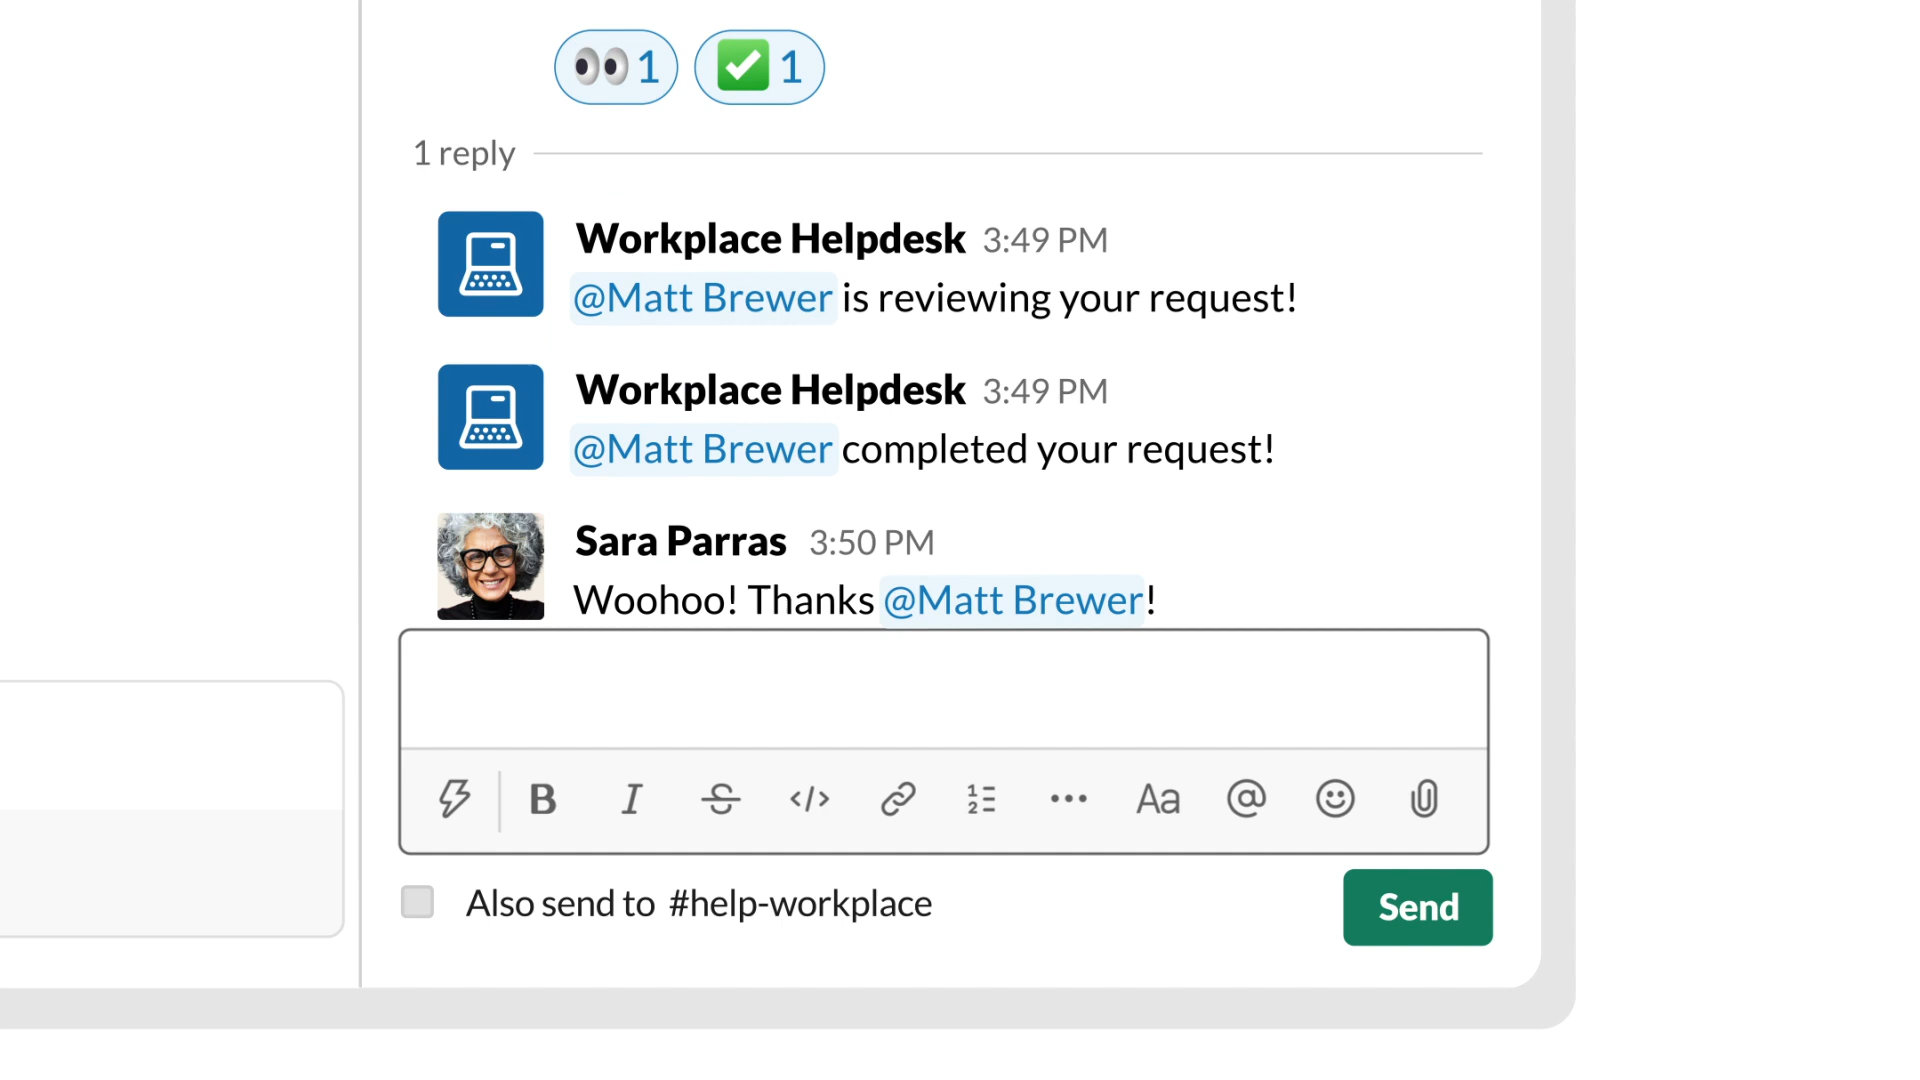 1 1
1 reply
Workplace Helpdesk 3:49 PM
@Matt Brewer is reviewing your request!
Workplace Helpdesk 3:49 PM
@Matt Brewer completed your request!
Sara Parras 3:50 PM
Woohoo! Thanks @Matt Brewer!
B I S </> 1 2 Aa @
Also send to #help-workplace
Send